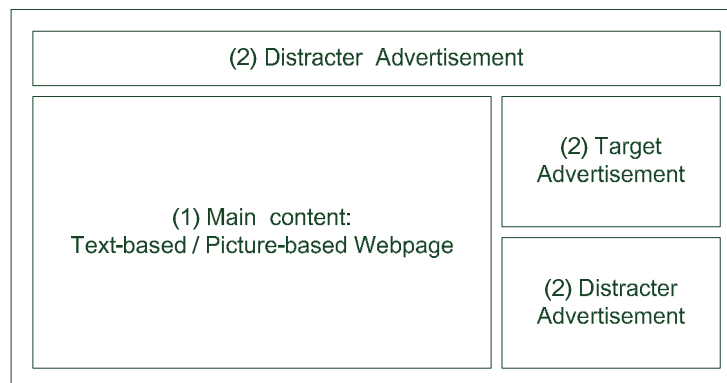 (2) Distracter Advertisement
(1) Main content:
Text-based / Picture-based Webpage
(2) Target
Advertisement
(2) Distracter
Advertisement